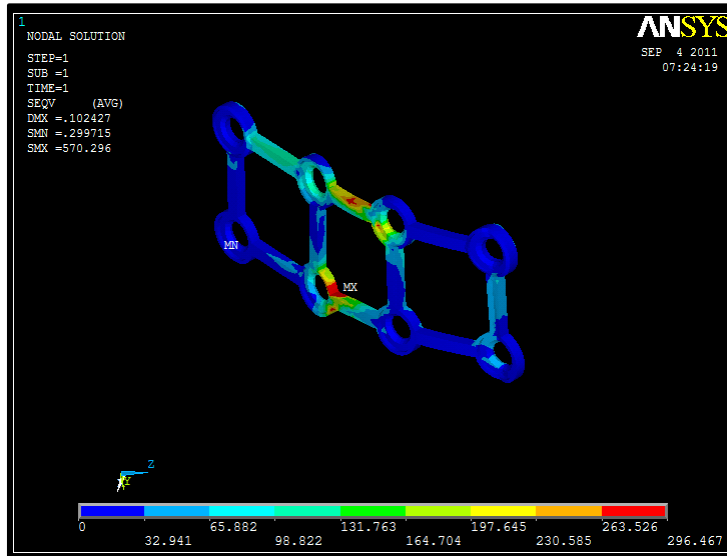 1
NODAL SOLUTION
STEP=1
SUB =1
TIME=1
SEQV (AVG)
DMX =.102427
SMN =.299715
SMX =570.296
ANSYS
SEP 4 2011
07:24:19
MN
MX
Z
Y
0 65.882 131.763 197.645 263.526
32.941 98.822 164.704 230.585 296.467